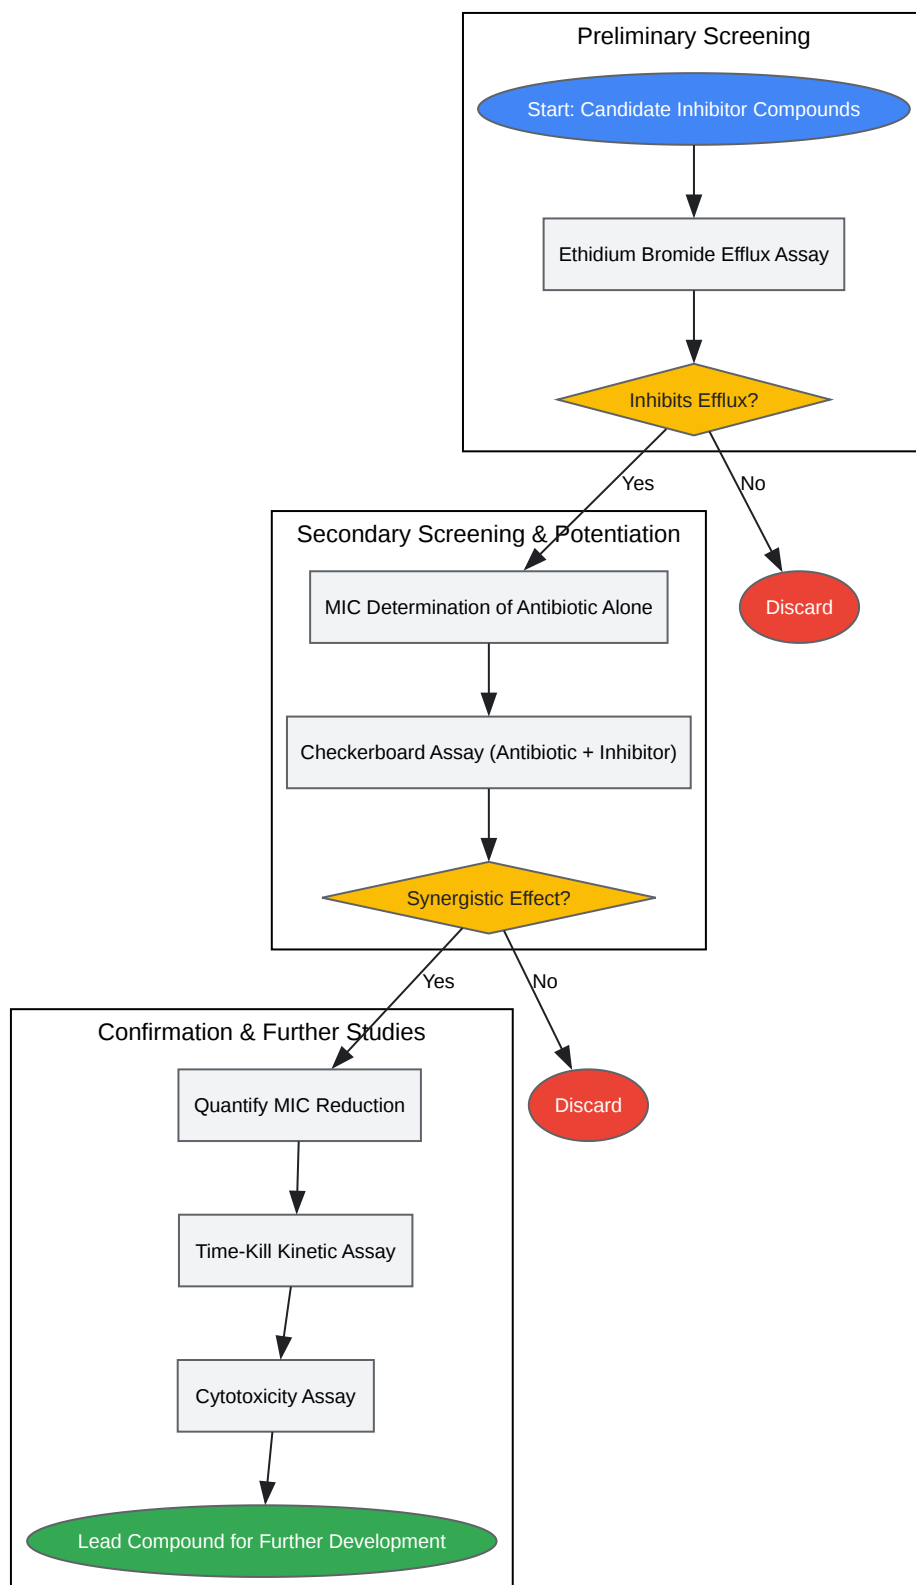 Preliminary Screening
Start: Candidate Inhibitor Compounds
Ethidium Bromide Efflux Assay
Inhibits Efflux?
Yes
No
Secondary Screening & Potentiation
MIC Determination of Antibiotic Alone
Discard
Checkerboard Assay (Antibiotic + Inhibitor)
Synergistic Effect?
Yes
No
Confirmation & Further Studies
Quantify MIC Reduction
Discard
Time-Kill Kinetic Assay
Cytotoxicity Assay
Lead Compound for Further Development